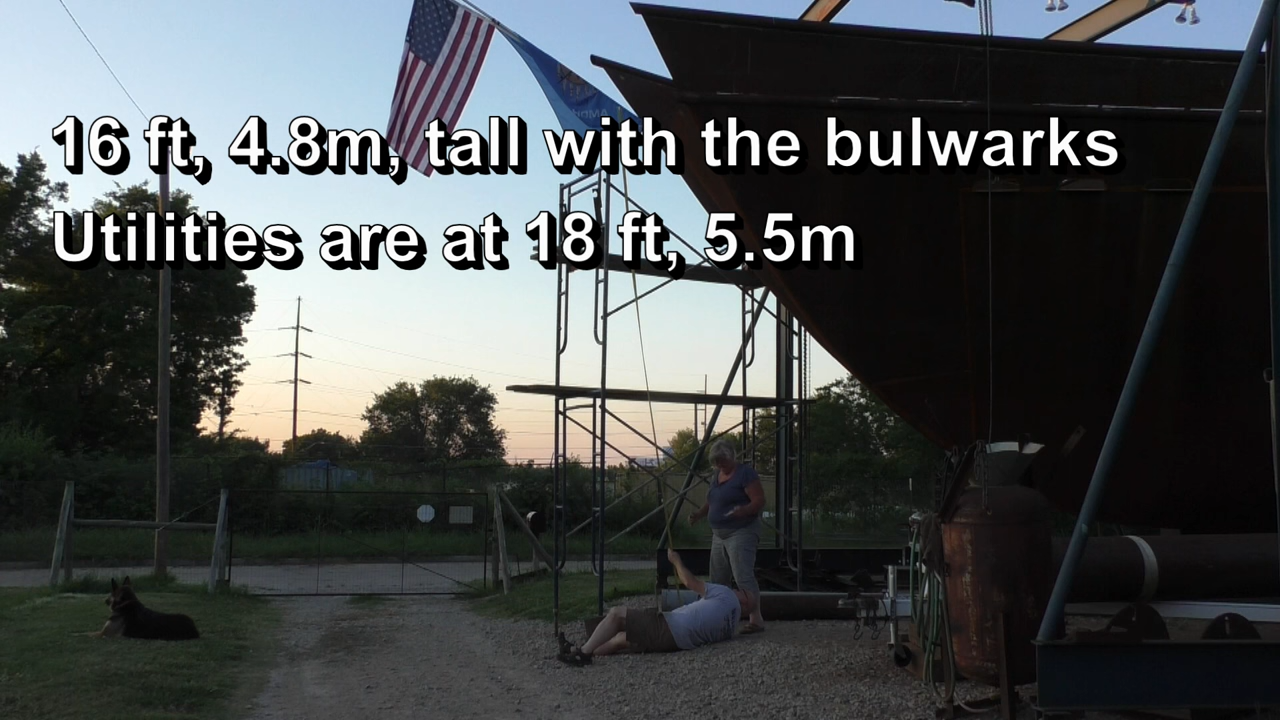 16 ft, 4.8m, tall with the bulwarks
Utilities are at 18 ft, 5.5m